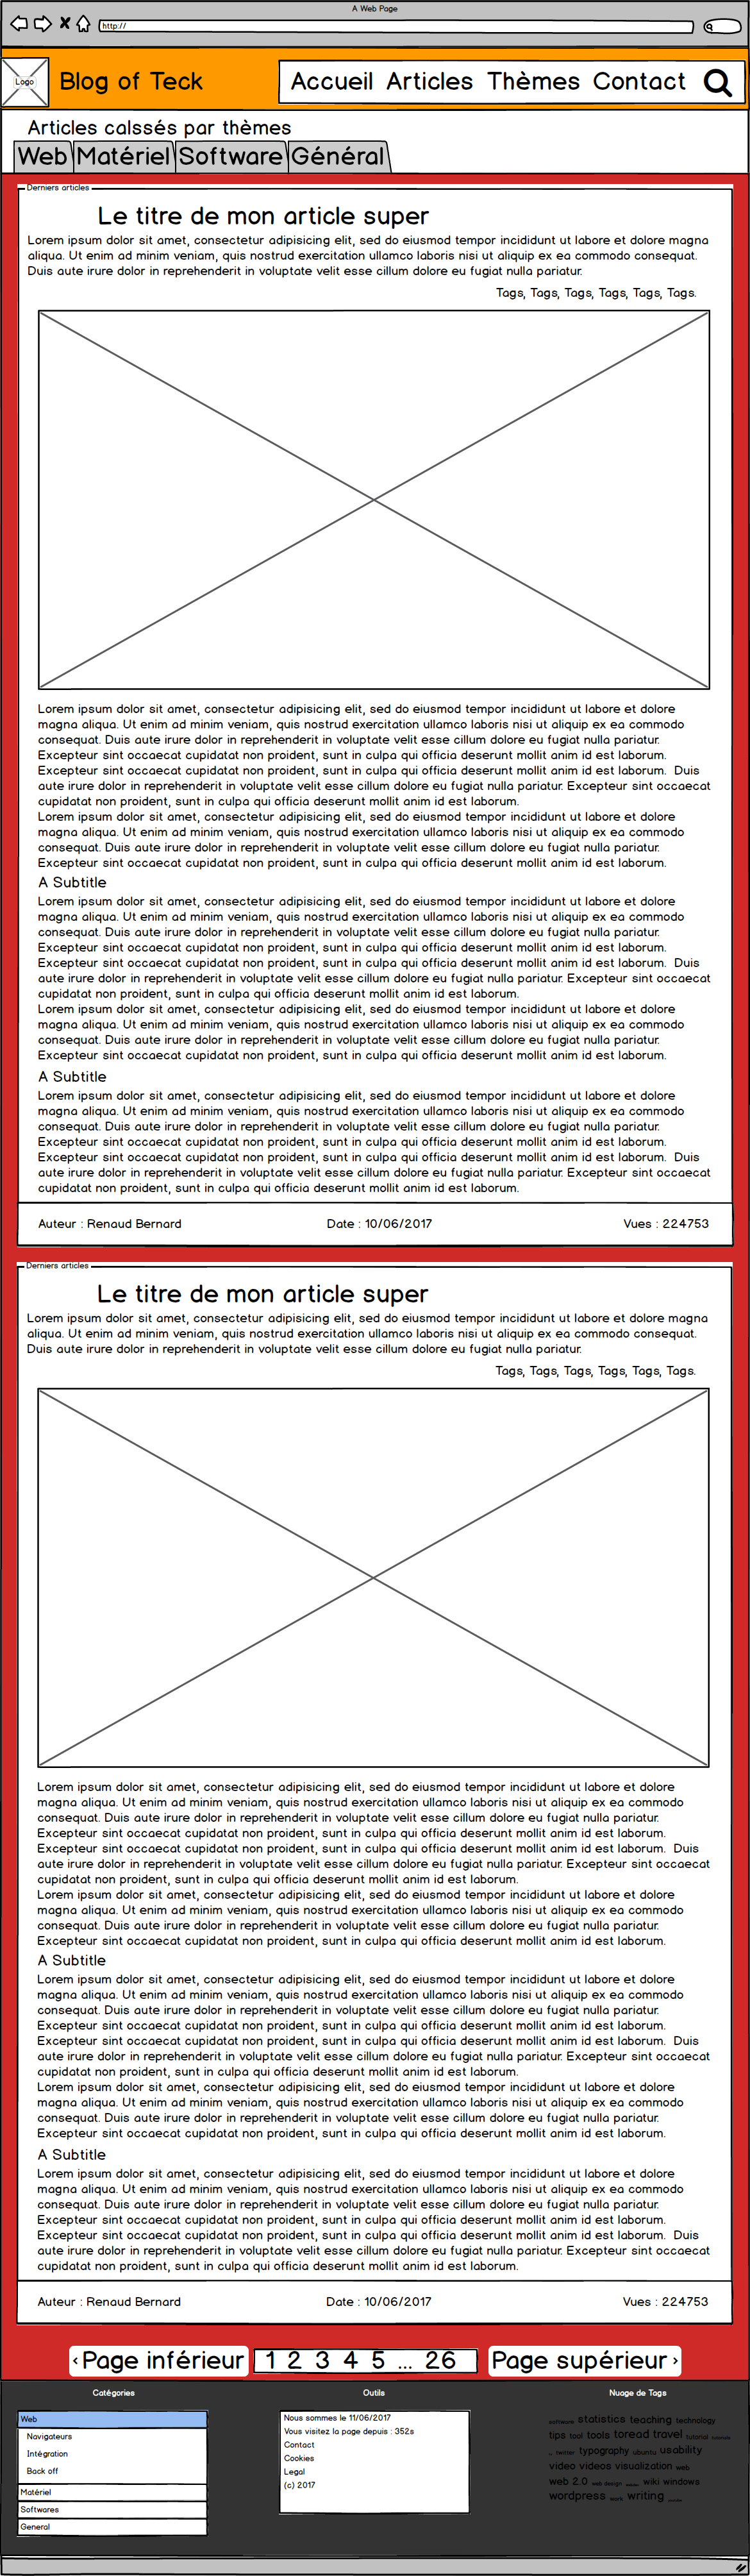 A Web Page
http://
Logo
Blog of Teck
Accueil Articles Thèmes Contact
Articles calssés par thèmes
Web Matériel Software Général
Derniers articles
Le titre de mon article super
Lorem ipsum dolor sit amet, consectetur adipisicing elit, sed do eiusmod tempor incididunt ut labore et dolore magna
aliqua. Ut enim ad minim veniam, quis nostrud exercitation ullamco laboris nisi ut aliquip ex ea commodo consequat.
Duis aute irure dolor in reprehenderit in voluptate velit esse cillum dolore eu fugiat nulla pariatur.
Tags, Tags, Tags, Tags, Tags, Tags.
Lorem ipsum dolor sit amet, consectetur adipisicing elit, sed do eiusmod tempor incididunt ut labore et dolore
magna aliqua. Ut enim ad minim veniam, quis nostrud exercitation ullamco laboris nisi ut aliquip ex ea commodo
consequat. Duis aute irure dolor in reprehenderit in voluptate velit esse cillum dolore eu fugiat nulla pariatur.
Excepteur sint occaecat cupidatat non proident, sunt in culpa qui officia deserunt mollit anim id est laborum.
Excepteur sint occaecat cupidatat non proident, sunt in culpa qui officia deserunt mollit anim id est laborum. Duis
aute irure dolor in reprehenderit in voluptate velit esse cillum dolore eu fugiat nulla pariatur. Excepteur sint occaecat
cupidatat non proident, sunt in culpa qui officia deserunt mollit anim id est laborum.
Lorem ipsum dolor sit amet, consectetur adipisicing elit, sed do eiusmod tempor incididunt ut labore et dolore
magna aliqua. Ut enim ad minim veniam, quis nostrud exercitation ullamco laboris nisi ut aliquip ex ea commodo
consequat. Duis aute irure dolor in reprehenderit in voluptate velit esse cillum dolore eu fugiat nulla pariatur.
Excepteur sint occaecat cupidatat non proident, sunt in culpa qui officia deserunt mollit anim id est laborum.
A Subtitle
Lorem ipsum dolor sit amet, consectetur adipisicing elit, sed do eiusmod tempor incididunt ut labore et dolore
magna aliqua. Ut enim ad minim veniam, quis nostrud exercitation ullamco laboris nisi ut aliquip ex ea commodo
consequat. Duis aute irure dolor in reprehenderit in voluptate velit esse cillum dolore eu fugiat nulla pariatur.
Excepteur sint occaecat cupidatat non proident, sunt in culpa qui officia deserunt mollit anim id est laborum.
Excepteur sint occaecat cupidatat non proident, sunt in culpa qui officia deserunt mollit anim id est laborum. Duis
aute irure dolor in reprehenderit in voluptate velit esse cillum dolore eu fugiat nulla pariatur. Excepteur sint occaecat
cupidatat non proident, sunt in culpa qui officia deserunt mollit anim id est laborum.
Lorem ipsum dolor sit amet, consectetur adipisicing elit, sed do eiusmod tempor incididunt ut labore et dolore
magna aliqua. Ut enim ad minim veniam, quis nostrud exercitation ullamco laboris nisi ut aliquip ex ea commodo
consequat. Duis aute irure dolor in reprehenderit in voluptate velit esse cillum dolore eu fugiat nulla pariatur.
Excepteur sint occaecat cupidatat non proident, sunt in culpa qui officia deserunt mollit anim id est laborum.
A Subtitle
Lorem ipsum dolor sit amet, consectetur adipisicing elit, sed do eiusmod tempor incididunt ut labore et dolore
magna aliqua. Ut enim ad minim veniam, quis nostrud exercitation ullamco laboris nisi ut aliquip ex ea commodo
consequat. Duis aute irure dolor in reprehenderit in voluptate velit esse cillum dolore eu fugiat nulla pariatur.
Excepteur sint occaecat cupidatat non proident, sunt in culpa qui officia deserunt mollit anim id est laborum.
Excepteur sint occaecat cupidatat non proident, sunt in culpa qui officia deserunt mollit anim id est laborum. Duis
aute irure dolor in reprehenderit in voluptate velit esse cillum dolore eu fugiat nulla pariatur. Excepteur sint occaecat
cupidatat non proident, sunt in culpa qui officia deserunt mollit anim id est laborum.
Auteur : Renaud Bernard Date : 10/06/2017 Vues : 224753
Derniers articles
Le titre de mon article super
Lorem ipsum dolor sit amet, consectetur adipisicing elit, sed do eiusmod tempor incididunt ut labore et dolore magna
aliqua. Ut enim ad minim veniam, quis nostrud exercitation ullamco laboris nisi ut aliquip ex ea commodo consequat.
Duis aute irure dolor in reprehenderit in voluptate velit esse cillum dolore eu fugiat nulla pariatur.
Tags, Tags, Tags, Tags, Tags, Tags.
Lorem ipsum dolor sit amet, consectetur adipisicing elit, sed do eiusmod tempor incididunt ut labore et dolore
magna aliqua. Ut enim ad minim veniam, quis nostrud exercitation ullamco laboris nisi ut aliquip ex ea commodo
consequat. Duis aute irure dolor in reprehenderit in voluptate velit esse cillum dolore eu fugiat nulla pariatur.
Excepteur sint occaecat cupidatat non proident, sunt in culpa qui officia deserunt mollit anim id est laborum.
Excepteur sint occaecat cupidatat non proident, sunt in culpa qui officia deserunt mollit anim id est laborum. Duis
aute irure dolor in reprehenderit in voluptate velit esse cillum dolore eu fugiat nulla pariatur. Excepteur sint occaecat
cupidatat non proident, sunt in culpa qui officia deserunt mollit anim id est laborum.
Lorem ipsum dolor sit amet, consectetur adipisicing elit, sed do eiusmod tempor incididunt ut labore et dolore
magna aliqua. Ut enim ad minim veniam, quis nostrud exercitation ullamco laboris nisi ut aliquip ex ea commodo
consequat. Duis aute irure dolor in reprehenderit in voluptate velit esse cillum dolore eu fugiat nulla pariatur.
Excepteur sint occaecat cupidatat non proident, sunt in culpa qui officia deserunt mollit anim id est laborum.
A Subtitle
Lorem ipsum dolor sit amet, consectetur adipisicing elit, sed do eiusmod tempor incididunt ut labore et dolore
magna aliqua. Ut enim ad minim veniam, quis nostrud exercitation ullamco laboris nisi ut aliquip ex ea commodo
consequat. Duis aute irure dolor in reprehenderit in voluptate velit esse cillum dolore eu fugiat nulla pariatur.
Excepteur sint occaecat cupidatat non proident, sunt in culpa qui officia deserunt mollit anim id est laborum.
Excepteur sint occaecat cupidatat non proident, sunt in culpa qui officia deserunt mollit anim id est laborum. Duis
aute irure dolor in reprehenderit in voluptate velit esse cillum dolore eu fugiat nulla pariatur. Excepteur sint occaecat
cupidatat non proident, sunt in culpa qui officia deserunt mollit anim id est laborum.
Lorem ipsum dolor sit amet, consectetur adipisicing elit, sed do eiusmod tempor incididunt ut labore et dolore
magna aliqua. Ut enim ad minim veniam, quis nostrud exercitation ullamco laboris nisi ut aliquip ex ea commodo
consequat. Duis aute irure dolor in reprehenderit in voluptate velit esse cillum dolore eu fugiat nulla pariatur.
Excepteur sint occaecat cupidatat non proident, sunt in culpa qui officia deserunt mollit anim id est laborum.
A Subtitle
Lorem ipsum dolor sit amet, consectetur adipisicing elit, sed do eiusmod tempor incididunt ut labore et dolore
magna aliqua. Ut enim ad minim veniam, quis nostrud exercitation ullamco laboris nisi ut aliquip ex ea commodo
consequat. Duis aute irure dolor in reprehenderit in voluptate velit esse cillum dolore eu fugiat nulla pariatur.
Excepteur sint occaecat cupidatat non proident, sunt in culpa qui officia deserunt mollit anim id est laborum.
Excepteur sint occaecat cupidatat non proident, sunt in culpa qui officia deserunt mollit anim id est laborum. Duis
aute irure dolor in reprehenderit in voluptate velit esse cillum dolore eu fugiat nulla pariatur. Excepteur sint occaecat
cupidatat non proident, sunt in culpa qui officia deserunt mollit anim id est laborum.
Auteur : Renaud Bernard Date : 10/06/2017 Vues : 224753
‹ Page inférieur 1 2 3 4 5 ... 26 Page supérieur ›
Catégories
Web
Navigateurs
Intégration
Back off
Matériel
Softwares
General
Outils
Nous sommes le 11/06/2017
Vous visitez la page depuis : 352s
Contact
Cookies
Legal
(c) 2017
Nuage de Tags
software statistics teaching technology
tips tool tools toread travel tutorial tutorials
twitter typography ubuntu usability
video videos visualization web
web 2.0 web design wiki windows
wordpress work writing